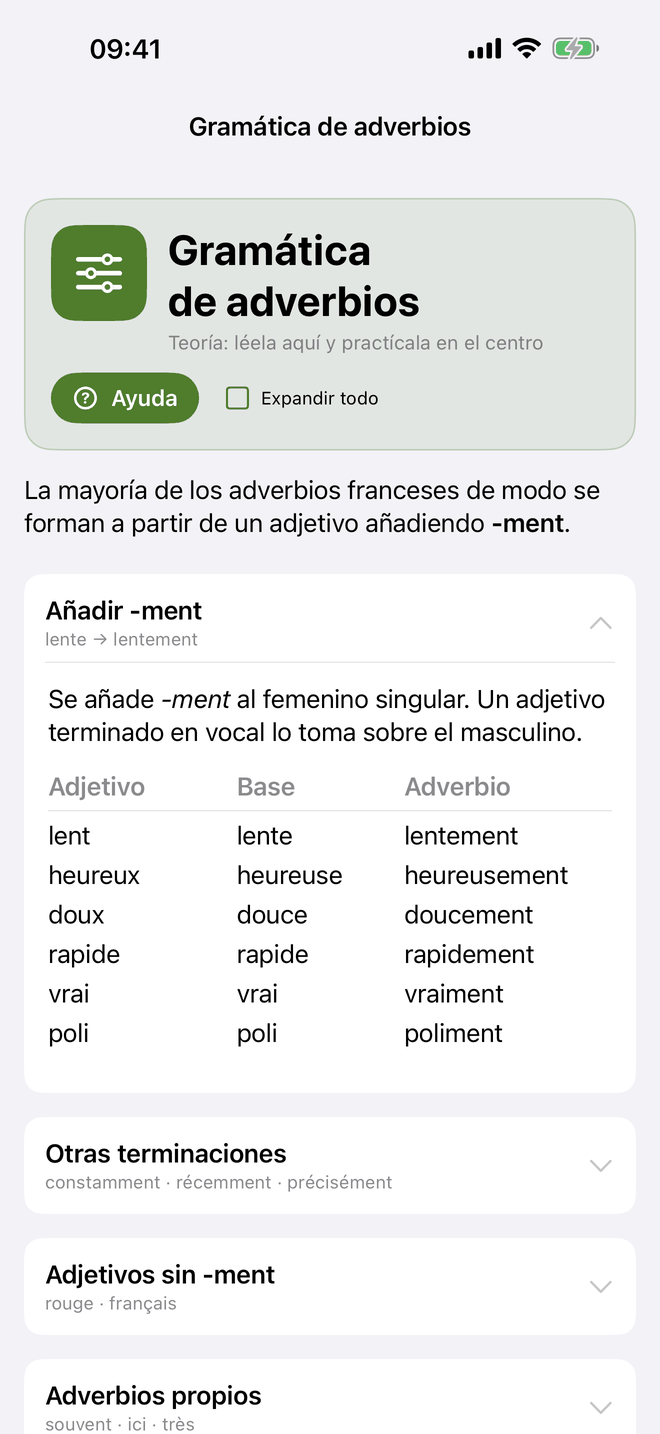 09:41
Gramática de adverbios
Gramática
de adverbios
Teoría: léela aquí y practícala en el centro
Ayuda
Expandir todo
La mayoría de los adverbios franceses de modo se
forman a partir de un adjetivo añadiendo -ment.
Añadir -ment
lente → lentement
Se añade -ment al femenino singular. Un adjetivo
terminado en vocal lo toma sobre el masculino.
Adjetivo Base Adverbio
lent lente lentement
heureux heureuse heureusement
doux douce doucement
rapide rapide rapidement
vrai vrai vraiment
poli poli poliment
Otras terminaciones
constamment · récemment · précisément
Adjetivos sin -ment
rouge · français
Adverbios propios
souvent · ici · très